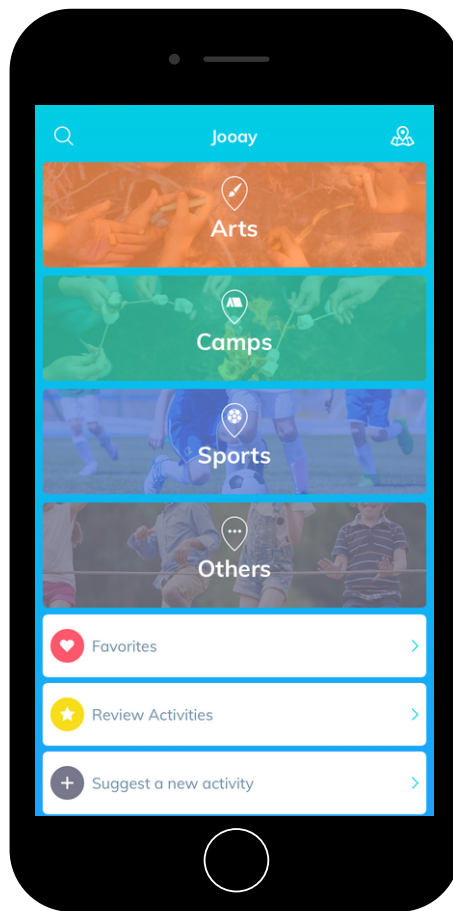 Jooay
Arts
Camps
Sports
Others
Favorites
Review Activities
Suggest a new activity